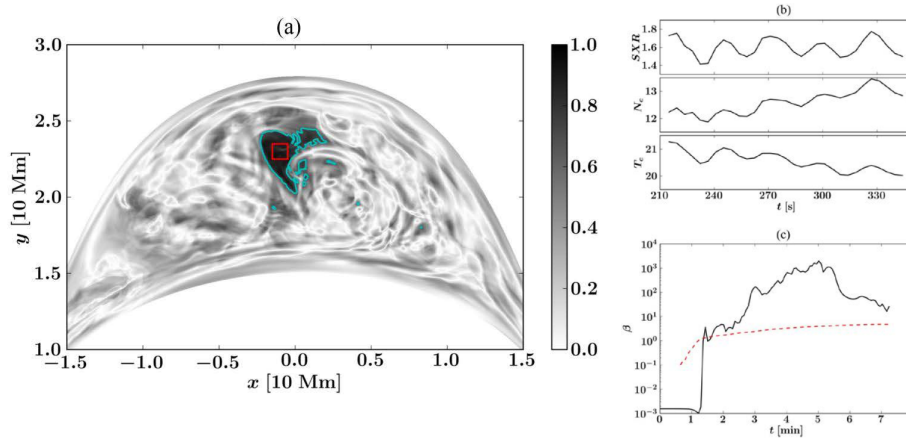 (a)
3.0
2.5
2.0
1.5
1.0
y [10 Mm]
−1.5 −1.0 −0.5 0.0 0.5 1.0 1.5
x [10 Mm]
1.0
0.8
0.6
0.4
0.2
0.0
(b)
SXR
1.8
1.6
1.4
N_e
13
12
T_e
21
20
210 240 270 300 330
t [s]
(c)
β
10^4
10^3
10^2
10^1
10^0
10^-1
10^-2
10^-3
0 1 2 3 4 5 6 7
t [min]